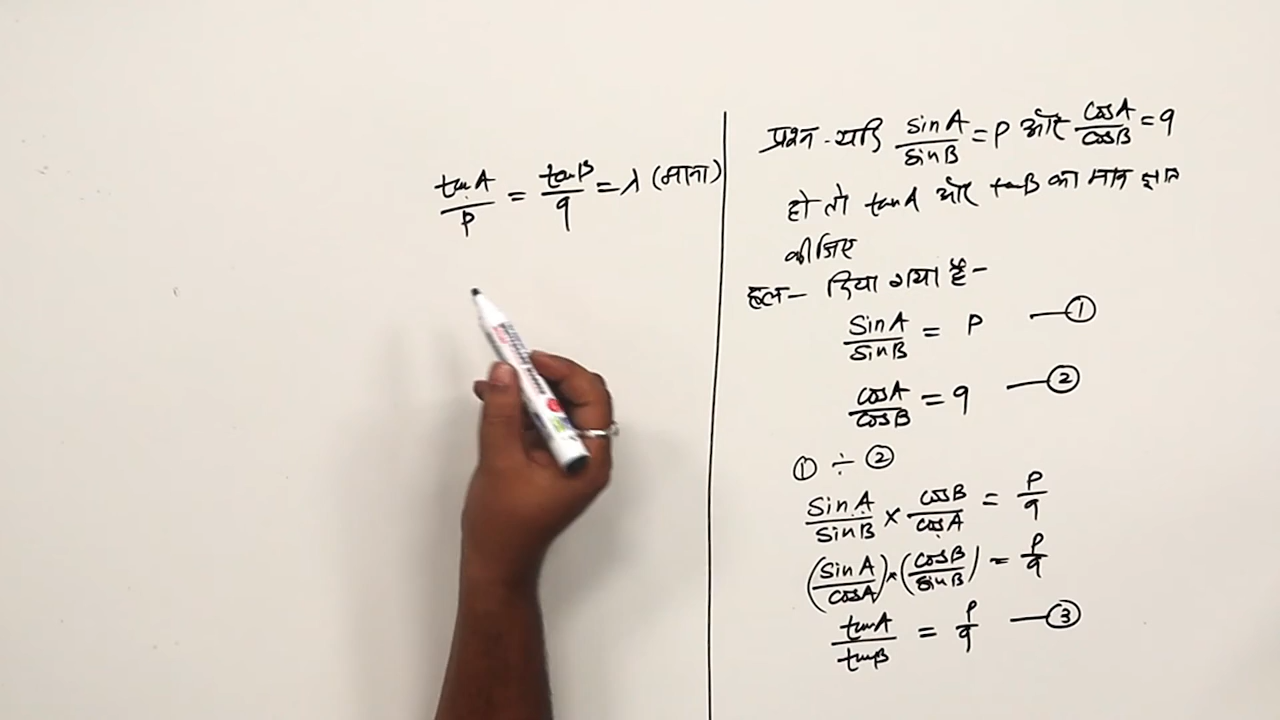 प्रश्न - यदि sinA/sinB = P और cosA/cosB = q
हो तो tanA और tanB का मान ज्ञात
कीजिए
हल- दिया गया है-
sinA/sinB = P —①
cosA/cosB = q —②
① ÷ ②
sinA/sinB × cosB/cosA = P/q
(sinA/cosA) × (cosB/sinB) = P/q
tanA/tanB = P/q —③
tanA/P = tanB/q = λ (माना)